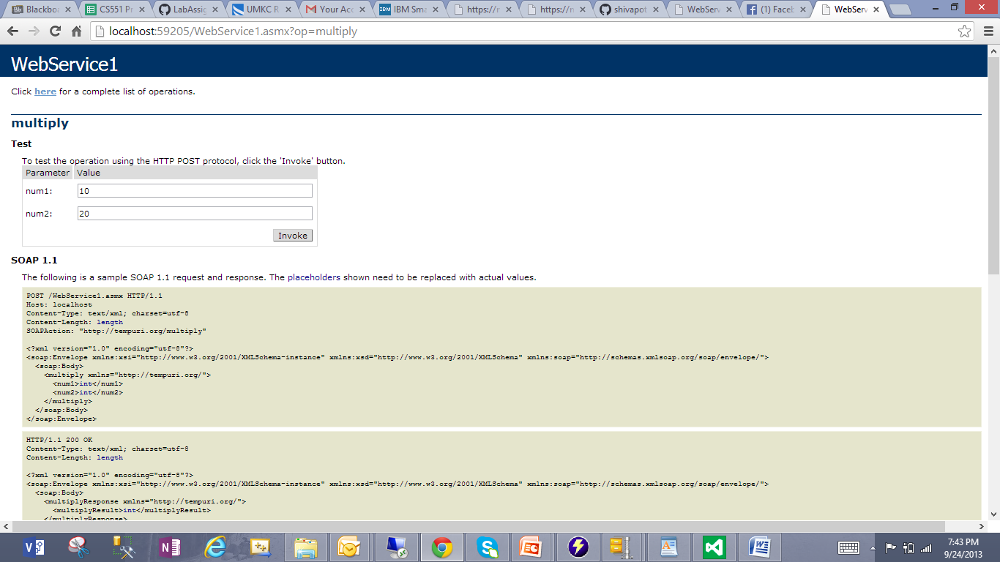 Blackboa
CS551 Pr
LabAssig
UMKC R
Your Acc
IBM Sma
https://n
https://n
shivapot
WebServ
(1) Faceb
WebServ
localhost:59205/WebService1.asmx?op=multiply
WebService1
Click here for a complete list of operations.
multiply
Test
To test the operation using the HTTP POST protocol, click the 'Invoke' button.
Parameter Value
num1: 10
num2: 20
Invoke
SOAP 1.1
The following is a sample SOAP 1.1 request and response. The placeholders shown need to be replaced with actual values.
POST /WebService1.asmx HTTP/1.1
Host: localhost
Content-Type: text/xml; charset=utf-8
Content-Length: length
SOAPAction: "http://tempuri.org/multiply"
<?xml version="1.0" encoding="utf-8"?>
<soap:Envelope xmlns:xsi="http://www.w3.org/2001/XMLSchema-instance" xmlns:xsd="http://www.w3.org/2001/XMLSchema" xmlns:soap="http://schemas.xmlsoap.org/soap/envelope/">
<soap:Body>
<multiply xmlns="http://tempuri.org/">
<num1>int</num1>
<num2>int</num2>
</multiply>
</soap:Body>
</soap:Envelope>
HTTP/1.1 200 OK
Content-Type: text/xml; charset=utf-8
Content-Length: length
<?xml version="1.0" encoding="utf-8"?>
<soap:Envelope xmlns:xsi="http://www.w3.org/2001/XMLSchema-instance" xmlns:xsd="http://www.w3.org/2001/XMLSchema" xmlns:soap="http://schemas.xmlsoap.org/soap/envelope/">
<soap:Body>
<multiplyResponse xmlns="http://tempuri.org/">
<multiplyResult>int</multiplyResult>
</multiplyResponse>
7:43 PM
9/24/2013